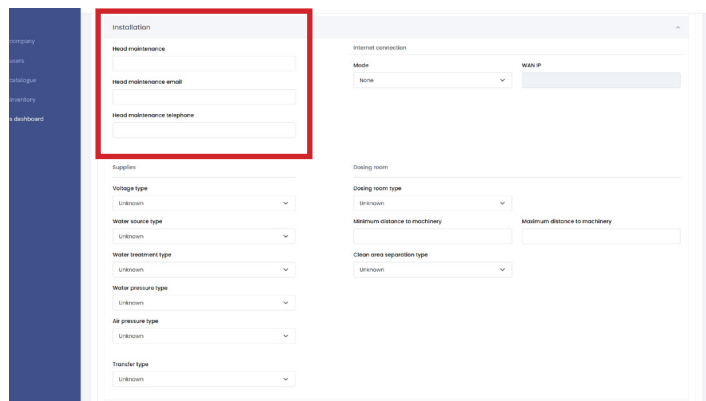 company
assets
catalogue
inventory
s dashboard
Installation
Head maintenance
Head maintenance email
Head maintenance telephone
Internet connection
Mode
WAN IP
None
Supplies
Voltage type
Unknown
Water source type
Unknown
Water treatment type
Unknown
Water pressure type
Unknown
Air pressure type
Unknown
Transfer type
Unknown
Dosing room
Dosing room type
Unknown
Minimum distance to machinery
Maximum distance to machinery
Clean area separation type
Unknown